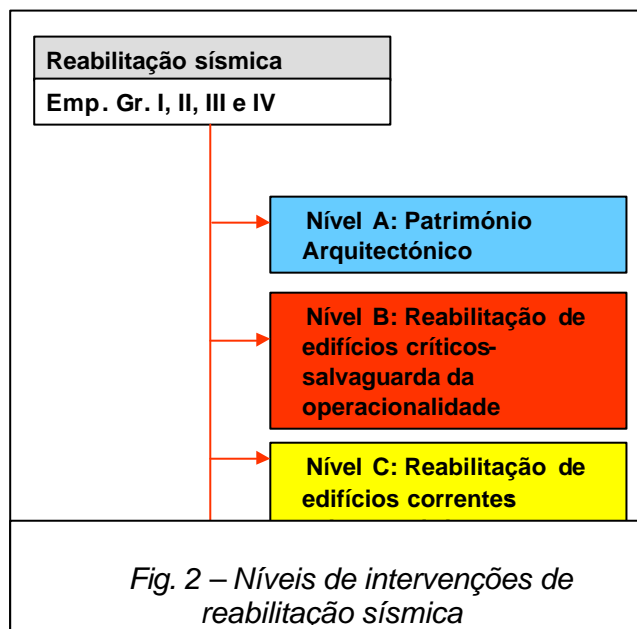 Reabilitação sísmica
Emp. Gr. I, II, III e IV
Nível A: Património
Arquitectónico
Nível B: Reabilitação de
edifícios críticos-
salvaguarda da
operacionalidade
Nível C: Reabilitação de
edifícios correntes
Fig. 2 – Níveis de intervenções de
reabilitação sísmica